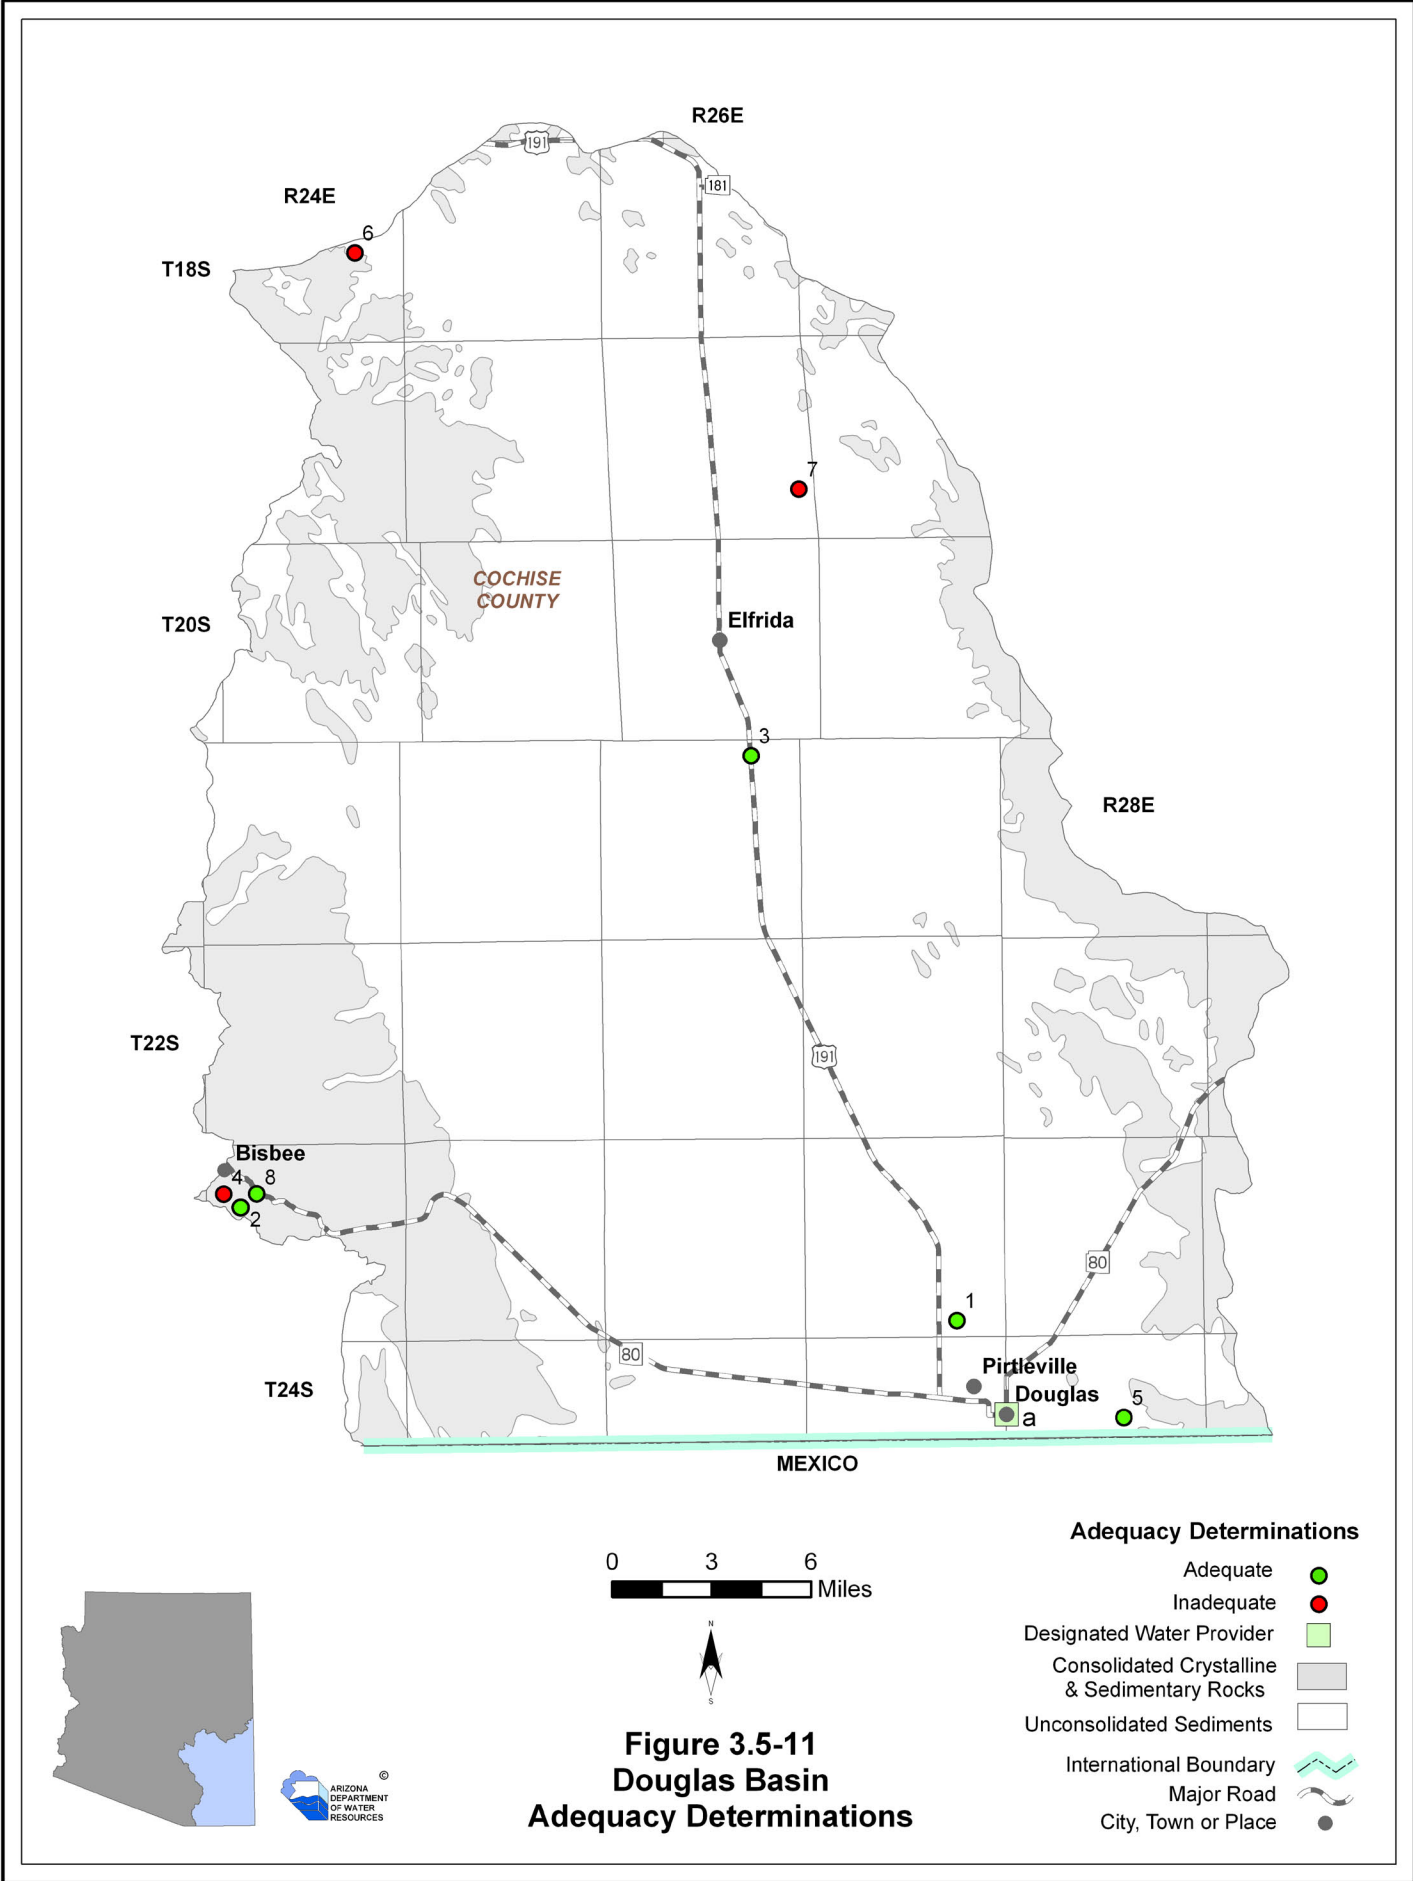 R26E
191
181
R24E
6
T18S
7
COCHISE
COUNTY
T20S
Elfrida
3
R28E
T22S
191
Bisbee
4
8
2
80
1
80
Pirtleville
T24S
Douglas
a
5
MEXICO
Adequacy Determinations
Adequate
Inadequate
Designated Water Provider
Consolidated Crystalline
& Sedimentary Rocks
Unconsolidated Sediments
International Boundary
Major Road
City, Town or Place
0 3 6
Miles
N
S
Figure 3.5-11
Douglas Basin
Adequacy Determinations
©
ARIZONA
DEPARTMENT
OF WATER
RESOURCES